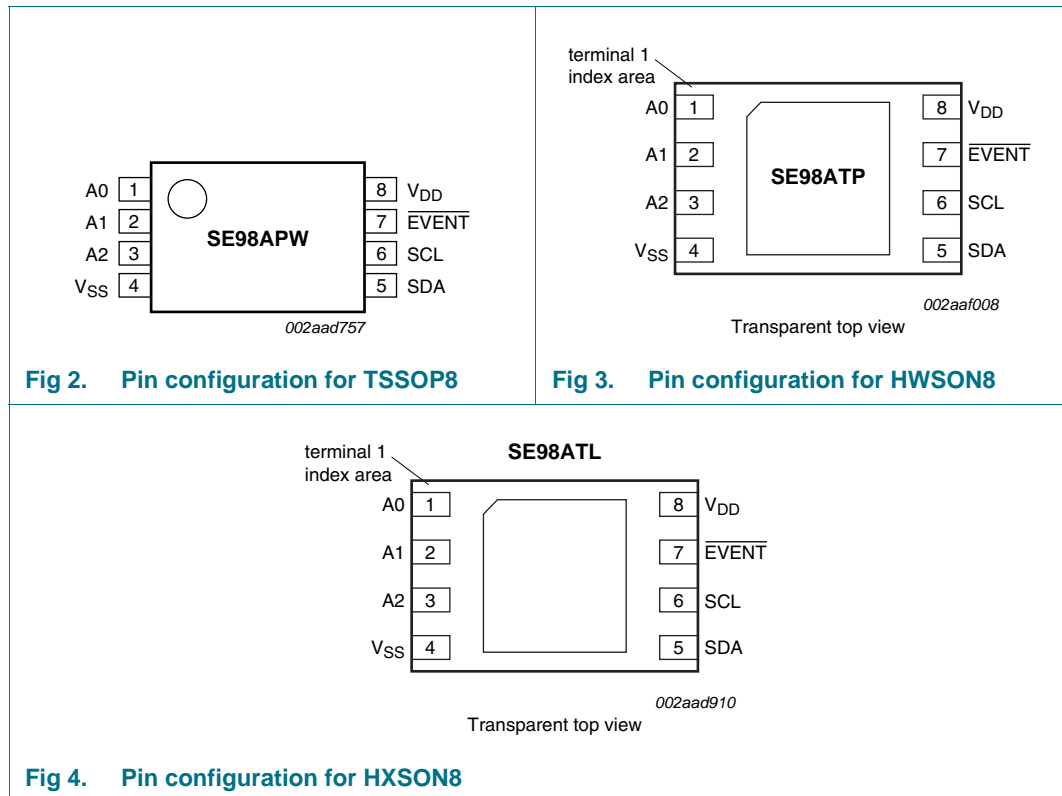 A0 1
A1 2
A2 3
VSS 4
SE98APW
8 VDD
7 EVENT
6 SCL
5 SDA
002aad757
Fig 2. Pin configuration for TSSOP8
terminal 1
index area
A0 1
A1 2
A2 3
VSS 4
SE98ATP
8 VDD
7 EVENT
6 SCL
5 SDA
002aaf008
Transparent top view
Fig 3. Pin configuration for HWSON8
terminal 1
index area
SE98ATL
A0 1
A1 2
A2 3
VSS 4
8 VDD
7 EVENT
6 SCL
5 SDA
002aad910
Transparent top view
Fig 4. Pin configuration for HXSON8